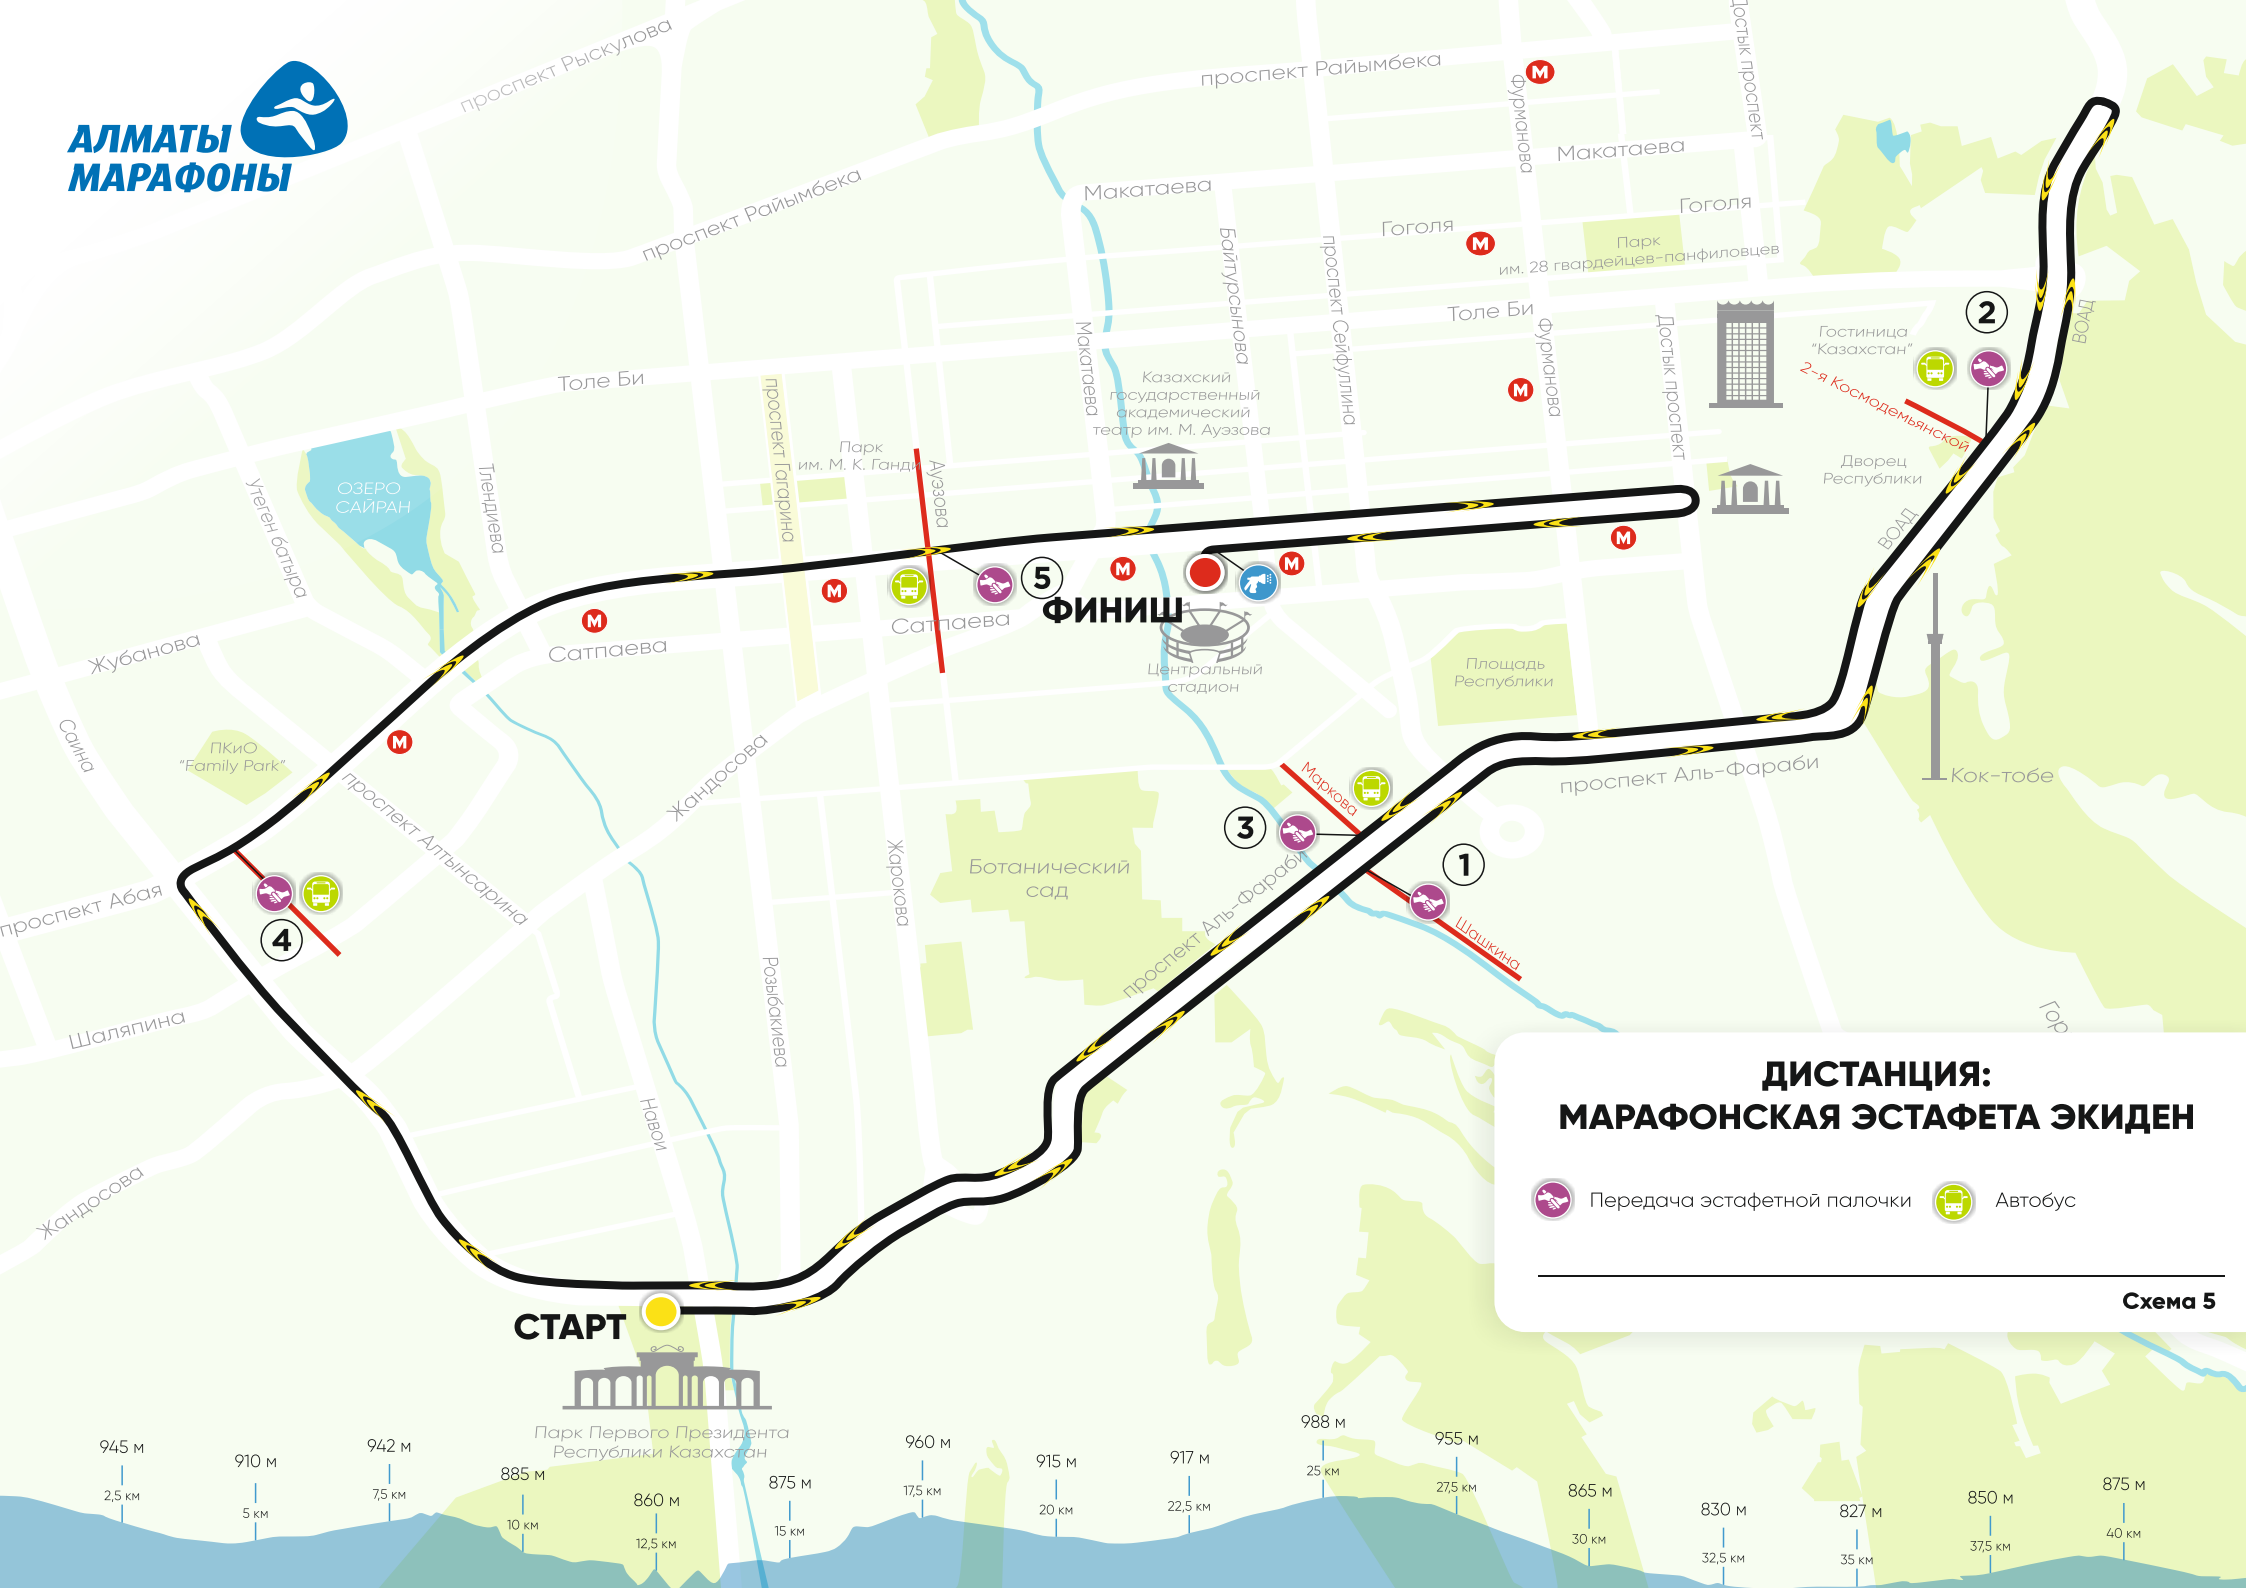 АЛМАТЫ
МАРАФОНЫ
проспект Рыскулова
проспект Райымбека
проспект Райымбека
Достык проспект
Фурманова
M
Макатаева
Макатаева
Гоголя
Гоголя
M
Парк
им. 28 гвардейцев-панфиловцев
Байтурсынова
проспект Сейфуллина
Толе Би
Толе Би
Макатаева
Фурманова
Достык проспект
M
Казахский
государственный
академический
театр им. М. Ауэзова
Гостиница
"Казахстан"
2
2-я Космодемьянской
ВОАД
ВОАД
Дворец
Республики
проспект Гагарина
Парк
им. М. К. Ганди
Ауэзова
ОЗЕРО
САЙРАН
Тлендиева
Утеген батыра
M
M
M
M
M
5
ФИНИШ
Сатпаева
Сатпаева
Центральный
стадион
Площадь
Республики
Жубанова
Саина
ПКиО
"Family Park"
M
проспект Алтынсарина
Жандосова
проспект Аль-Фараби
Кок-тобе
Маркова
3
1
Шашкина
проспект Аль-Фараби
Ботанический
сад
Жарокова
проспект Абая
4
Шаляпина
Розыбакиева
Навои
Жандосова
Гор
СТАРТ
Парк Первого Президента
Республики Казахстан
ДИСТАНЦИЯ:
МАРАФОНСКАЯ ЭСТАФЕТА ЭКИДЕН
Передача эстафетной палочки
Автобус
Схема 5
945 м
2,5 км
910 м
5 км
942 м
7,5 км
885 м
10 км
860 м
12,5 км
875 м
15 км
960 м
17,5 км
915 м
20 км
917 м
22,5 км
988 м
25 км
955 м
27,5 км
865 м
30 км
830 м
32,5 км
827 м
35 км
850 м
37,5 км
875 м
40 км